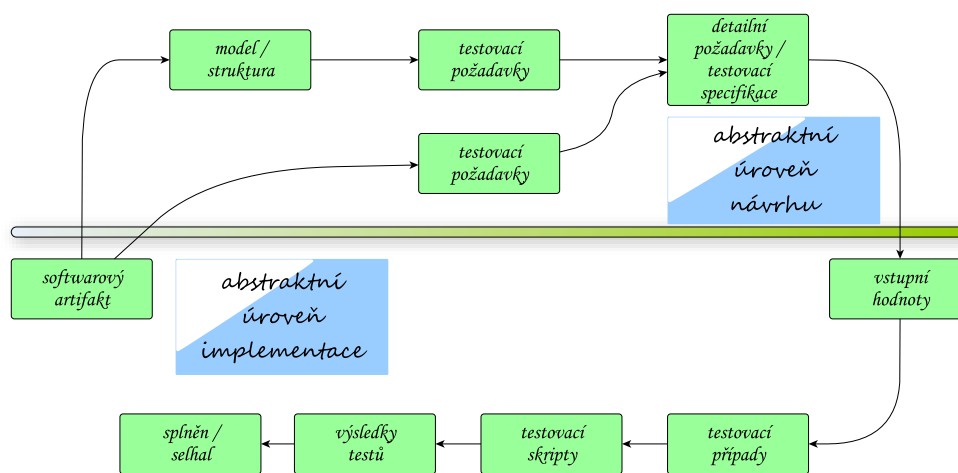 model /
struktura
testovací
požadavky
detailní
požadavky /
testovací
specifikace
testovací
požadavky
abstraktní
úroveň
návrhu
softwarový
artifakt
abstraktní
úroveň
implementace
vstupní
hodnoty
splněn /
selhal
výsledky
testů
testovací
skripty
testovací
případy